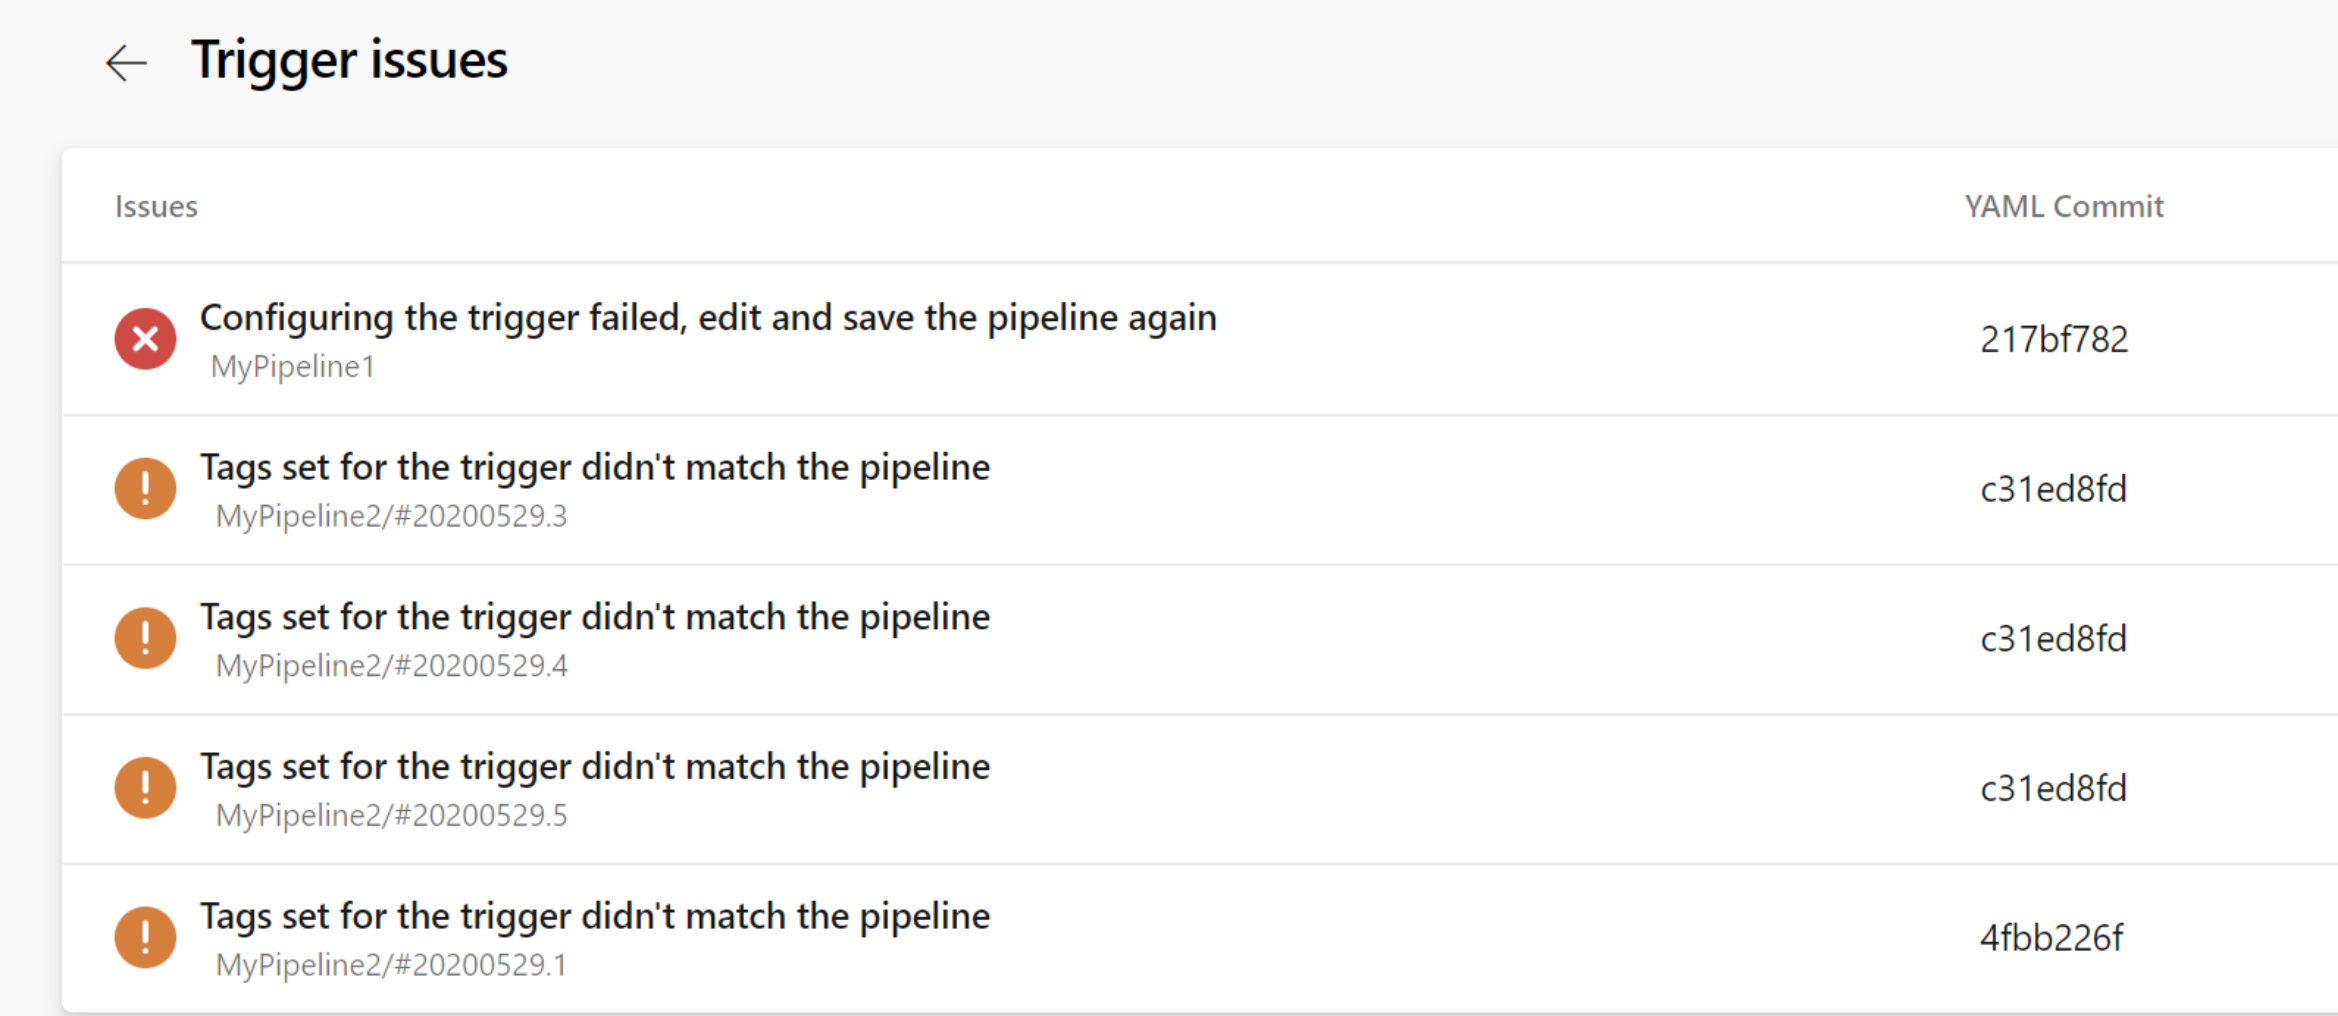 Trigger issues
Issues
YAML Commit
Configuring the trigger failed, edit and save the pipeline again
MyPipeline1
217bf782
Tags set for the trigger didn't match the pipeline
MyPipeline2/#20200529.3
c31ed8fd
Tags set for the trigger didn't match the pipeline
MyPipeline2/#20200529.4
c31ed8fd
Tags set for the trigger didn't match the pipeline
MyPipeline2/#20200529.5
c31ed8fd
Tags set for the trigger didn't match the pipeline
MyPipeline2/#20200529.1
4fbb226f